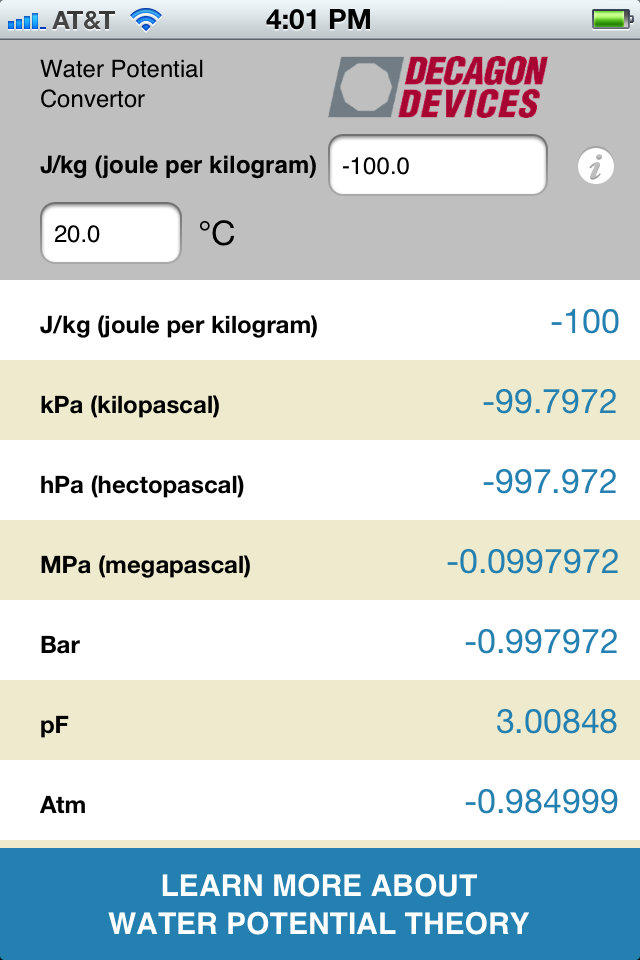 AT&T 4:01 PM
Water Potential
Convertor
DECAGON
DEVICES
J/kg (joule per kilogram) -100.0 i
20.0 °C
J/kg (joule per kilogram) -100
kPa (kilopascal) -99.7972
hPa (hectopascal) -997.972
MPa (megapascal) -0.0997972
Bar -0.997972
pF 3.00848
Atm -0.984999
LEARN MORE ABOUT
WATER POTENTIAL THEORY